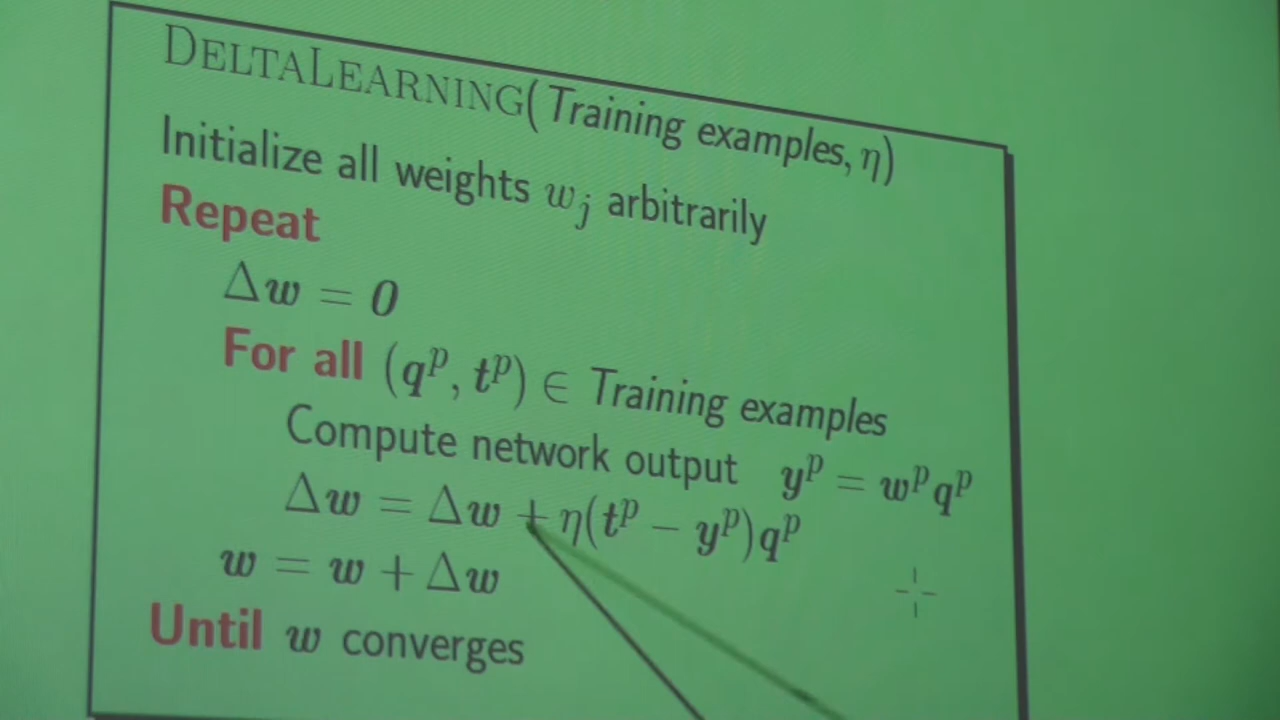 DELTALEARNING(Training examples, η)
Initialize all weights w_j arbitrarily
Repeat
Δw = 0
For all (q^p, t^p) ∈ Training examples
Compute network output y^p = w^p q^p
Δw = Δw + η(t^p − y^p)q^p
w = w + Δw
Until w converges